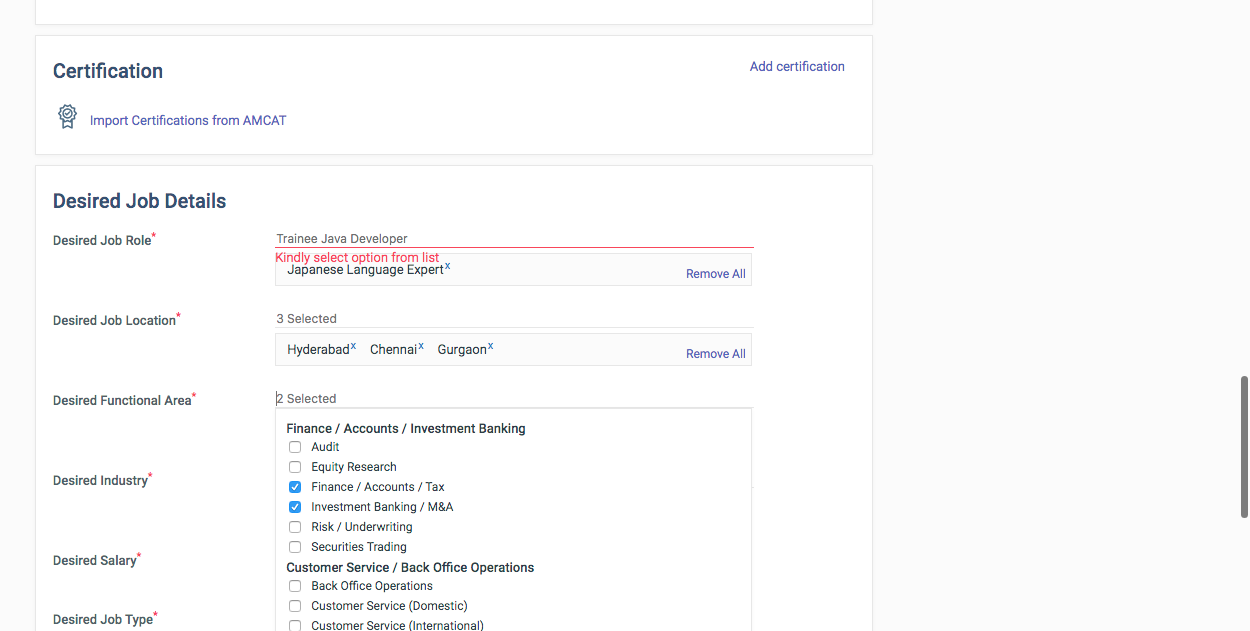 Certification
Add certification
Import Certifications from AMCAT
Desired Job Details
Desired Job Role*
Trainee Java Developer
Kindly select option from list
Japanese Language Expert x
Remove All
Desired Job Location*
3 Selected
Hyderabad x Chennai x Gurgaon x
Remove All
Desired Functional Area*
2 Selected
Finance / Accounts / Investment Banking
Audit
Equity Research
Desired Industry*
Finance / Accounts / Tax
Investment Banking / M&A
Risk / Underwriting
Securities Trading
Desired Salary*
Customer Service / Back Office Operations
Back Office Operations
Customer Service (Domestic)
Desired Job Type*
Customer Service (International)